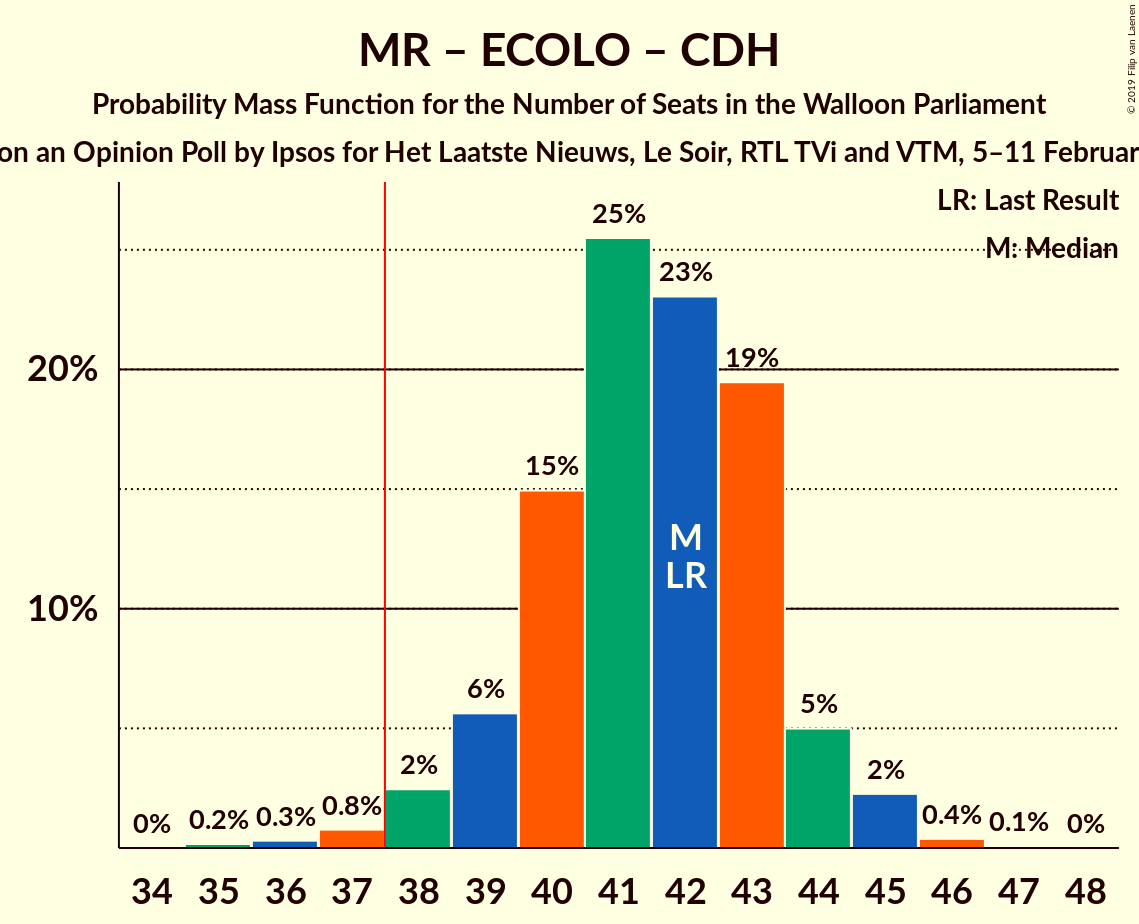 MR – ECOLO – CDH
Probability Mass Function for the Number of Seats in the Walloon Parliament
on an Opinion Poll by Ipsos for Het Laatste Nieuws, Le Soir, RTL TVi and VTM, 5–11 Februar
© 2019 Filip van Laenen
LR: Last Result
M: Median
25%
23%
20%
19%
15%
M
LR
10%
6%
5%
2%
2%
0%
0.2%
0.3%
0.8%
0.4%
0.1%
0%
34 35 36 37 38 39 40 41 42 43 44 45 46 47 48